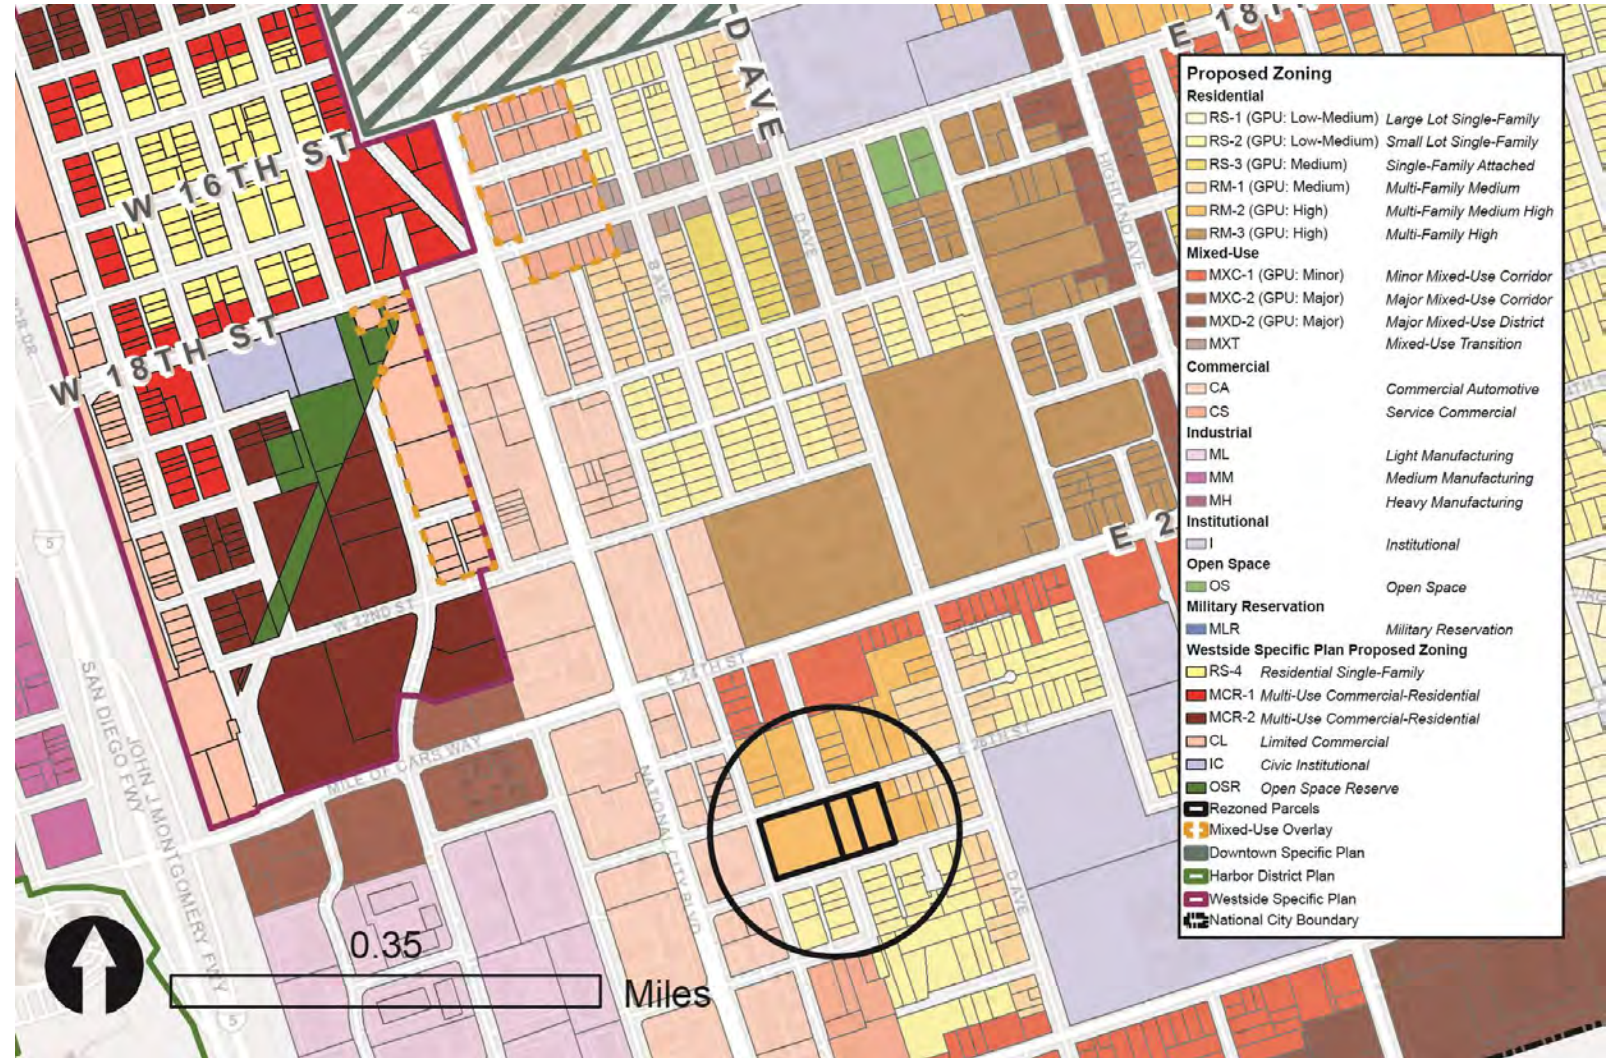 E 18TH
D AVE
W 16TH ST
D AVE
HIGHLAND AVE
B AVE
W 18TH ST
5
E 2
W 22ND ST
E 24TH ST
E 26TH ST
MILE OF CARS WAY
SAN DIEGO FWY
JOHN J MONTGOMERY FWY
NATIONAL CITY BLVD
D AVE
0.35
Miles
5
Proposed Zoning
Residential
RS-1 (GPU: Low-Medium) Large Lot Single-Family
RS-2 (GPU: Low-Medium) Small Lot Single-Family
RS-3 (GPU: Medium) Single-Family Attached
RM-1 (GPU: Medium) Multi-Family Medium
RM-2 (GPU: High) Multi-Family Medium High
RM-3 (GPU: High) Multi-Family High
Mixed-Use
MXC-1 (GPU: Minor) Minor Mixed-Use Corridor
MXC-2 (GPU: Major) Major Mixed-Use Corridor
MXD-2 (GPU: Major) Major Mixed-Use District
MXT Mixed-Use Transition
Commercial
CA Commercial Automotive
CS Service Commercial
Industrial
ML Light Manufacturing
MM Medium Manufacturing
MH Heavy Manufacturing
Institutional
I Institutional
Open Space
OS Open Space
Military Reservation
MLR Military Reservation
Westside Specific Plan Proposed Zoning
RS-4 Residential Single-Family
MCR-1 Multi-Use Commercial-Residential
MCR-2 Multi-Use Commercial-Residential
CL Limited Commercial
IC Civic Institutional
OSR Open Space Reserve
Rezoned Parcels
Mixed-Use Overlay
Downtown Specific Plan
Harbor District Plan
Westside Specific Plan
National City Boundary